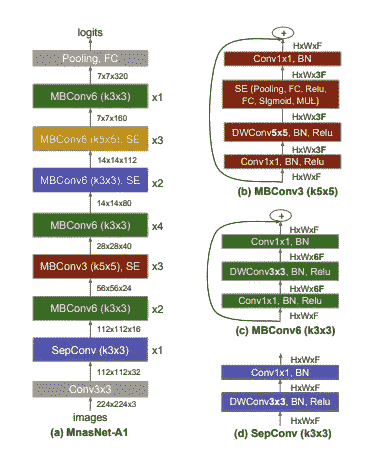 logits
Pooling, FC
7x7x320
MBConv6 (k3x3)
x1
7x7x160
MBConv6 (k5x5), SE
x3
14x14x112
MBConv6 (k3x3), SE
x2
14x14x80
MBConv6 (k3x3)
x4
28x28x40
MBConv3 (k5x5), SE
x3
56x56x24
MBConv6 (k3x3)
x2
112x112x16
SepConv (k3x3)
x1
112x112x32
Conv3x3
224x224x3
images
(a) MnasNet-A1
+
HxWxF
Conv1x1, BN
HxWx3F
SE (Pooling, FC, Relu,
FC, SIgmoid, MUL)
HxWx3F
DWConv5x5, BN, Relu
HxWx3F
Conv1x1, BN, Relu
HxWxF
(b) MBConv3 (k5x5)
+
HxWxF
Conv1x1, BN
HxWx6F
DWConv3x3, BN, Relu
HxWx6F
Conv1x1, BN, Relu
HxWxF
(c) MBConv6 (k3x3)
HxWxF
Conv1x1, BN
HxWxF
DWConv3x3, BN, Relu
HxWxF
(d) SepConv (k3x3)